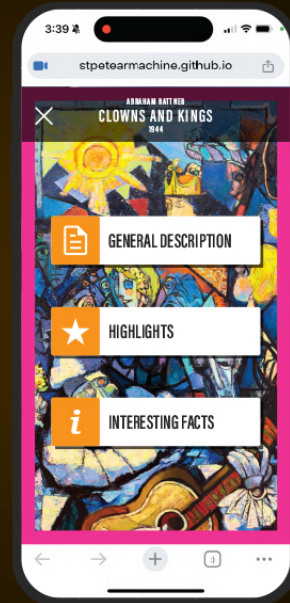 3:39
stpetearmachine.github.io
ABRAHAM RATTNER
CLOWNS AND KINGS
1944
GENERAL DESCRIPTION
HIGHLIGHTS
i INTERESTING FACTS